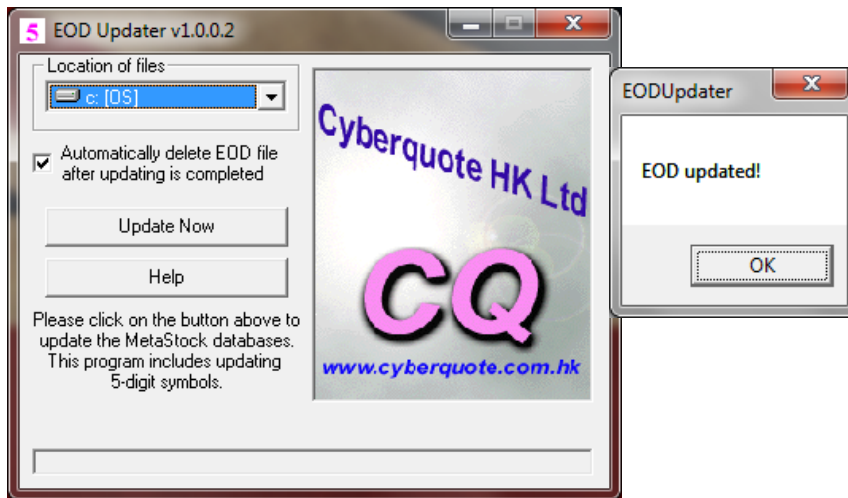 5 EOD Updater v1.0.0.2
Location of files
c: [OS]
Automatically delete EOD file
after updating is completed
Update Now
Help
Please click on the button above to
update the MetaStock databases.
This program includes updating
5-digit symbols.
Cyberquote HK Ltd
CQ
www.cyberquote.com.hk
EODUpdater
EOD updated!
OK